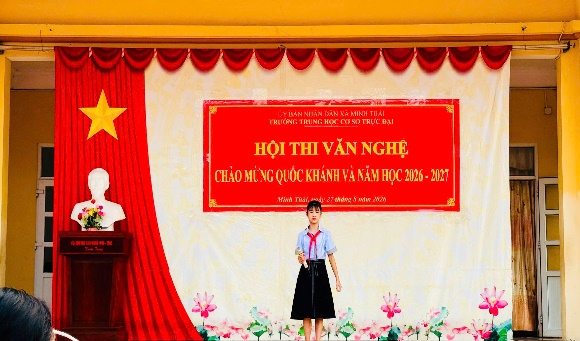 ỦY BAN NHÂN DÂN XÃ MINH THÁI
TRƯỜNG TRUNG HỌC CƠ SỞ TRỰC ĐẠI
HỘI THI VĂN NGHỆ
CHÀO MỪNG QUỐC KHÁNH VÀ NĂM HỌC 2026 - 2027
Minh Thái, ngày 27 tháng 8 năm 2026